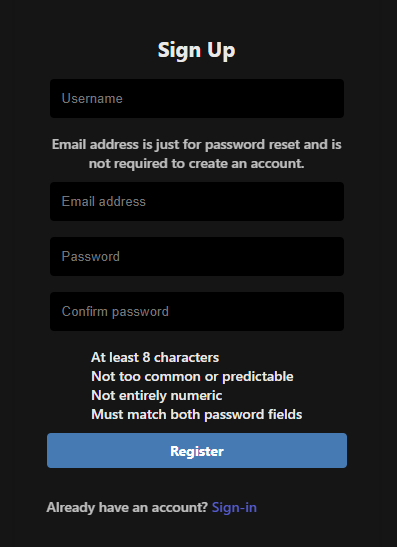 Sign Up
Username
Email address is just for password reset and is
not required to create an account.
Email address
Password
Confirm password
At least 8 characters
Not too common or predictable
Not entirely numeric
Must match both password fields
Register
Already have an account? Sign-in